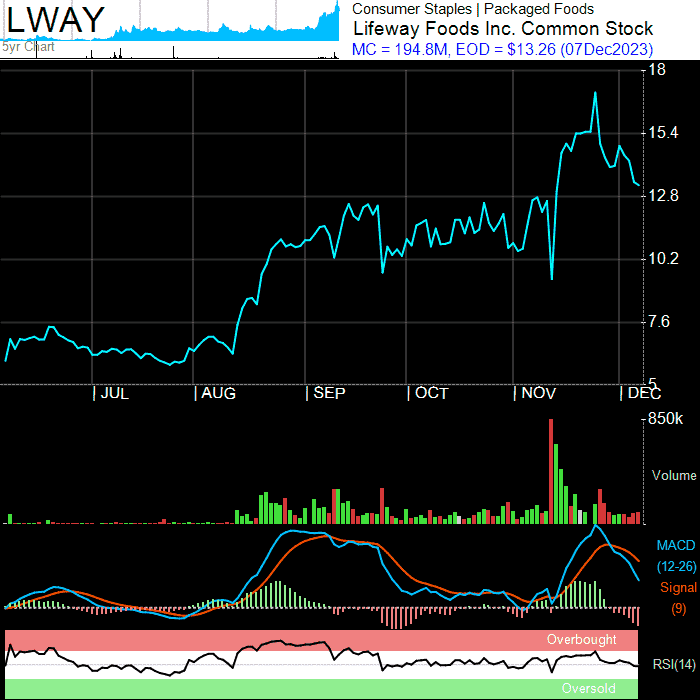 LWAY
5yr Chart
Consumer Staples | Packaged Foods
Lifeway Foods Inc. Common Stock
MC = 194.8M, EOD = $13.26 (07Dec2023)
18
15.4
12.8
10.2
7.6
5
| JUL | AUG | SEP | OCT | NOV | DEC
850k
Volume
MACD
(12-26)
Signal
(9)
Overbought
RSI(14)
Oversold